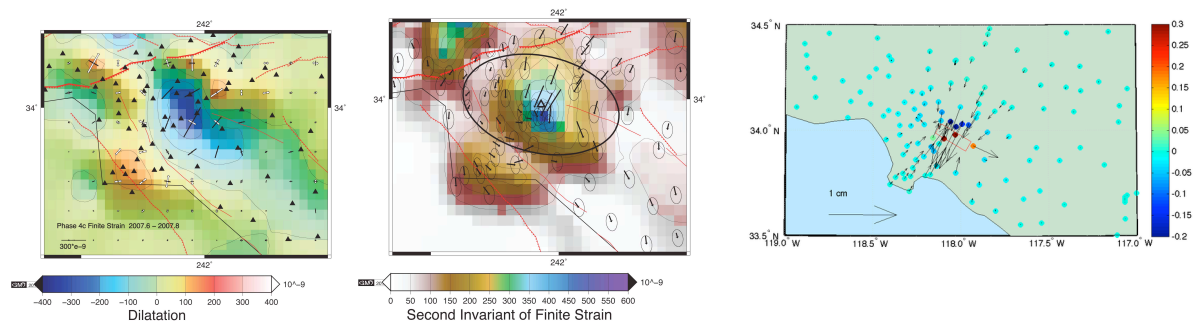 242˚
34˚
34˚
Phase 4c Finite Strain 2007.6 – 2007.8
300*e–9
242˚
10^–9
−400 −300 −200 −100 0 100 200 300 400
Dilatation
242˚
34˚
34˚
242˚
10^–9
0 50 100 150 200 250 300 350 400 450 500 550 600
Second Invariant of Finite Strain
34.5° N
34.0° N
33.5° N
1 cm
119.0° W 118.5° W 118.0° W 117.5° W 117.0° W
0.3
0.25
0.2
0.15
0.1
0.05
0
-0.05
-0.1
-0.15
-0.2